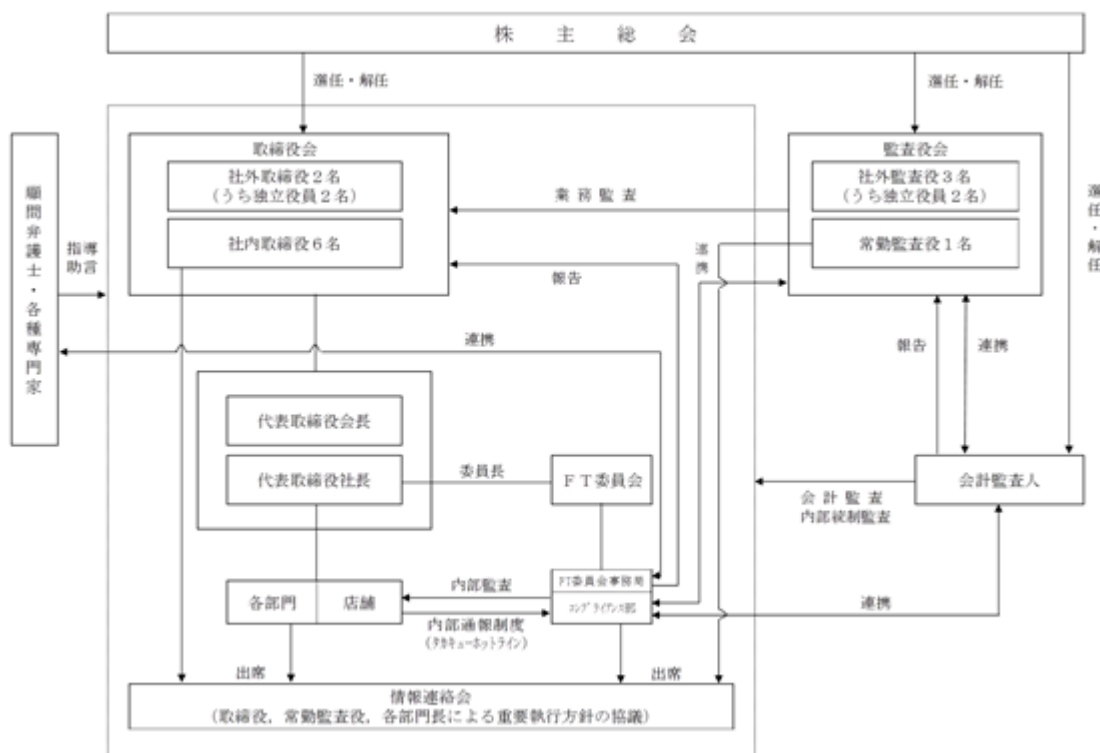 株主総会
選任・解任
選任・解任
選任・解任
取締役会
社外取締役2名
(うち独立役員2名)
社内取締役6名
監査役会
社外監査役3名
(うち独立役員2名)
常勤監査役1名
業務監査
顧問弁護士・各種専門家
指導
助言
報告
連携
連携
報告
連携
代表取締役会長
代表取締役社長
委員長
FT委員会
会計監査人
会計監査
内部統制監査
FT委員会事務局
コンプライアンス部
各部門
店舗
内部監査
内部通報制度
(タカキューホットライン)
連携
出席
出席
情報連絡会
(取締役,常勤監査役,各部門長による重要執行方針の協議)